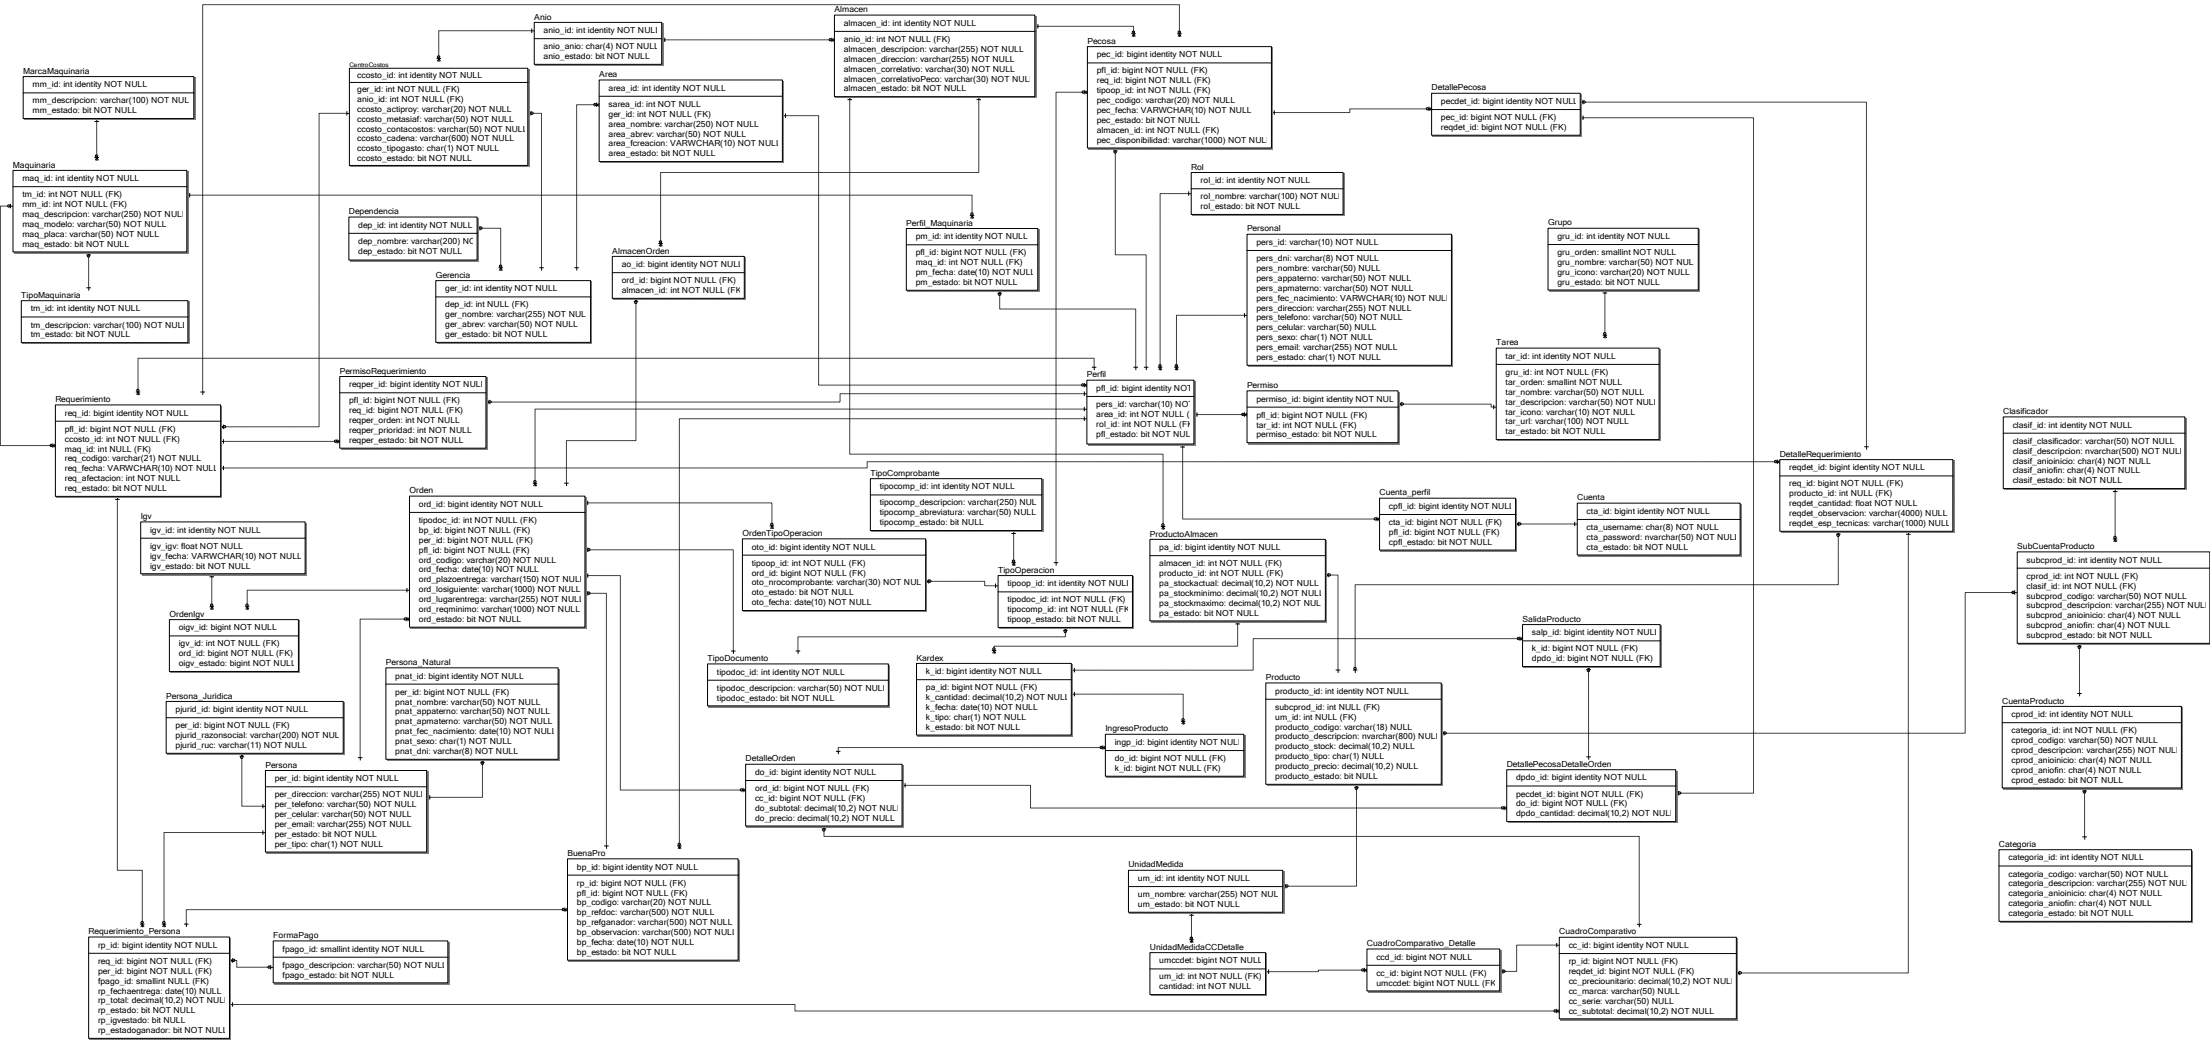 MarcaMaquinaria
mm_id: int identity NOT NULL
mm_descripcion: varchar(100) NOT NUL
mm_estado: bit NOT NULL
Maquinaria
maq_id: int identity NOT NULL
tm_id: int NOT NULL (FK)
mm_id: int NOT NULL (FK)
maq_descripcion: varchar(250) NOT NULL
maq_modelo: varchar(50) NOT NULL
maq_placa: varchar(50) NOT NULL
maq_estado: bit NOT NULL
TipoMaquinaria
tm_id: int identity NOT NULL
tm_descripcion: varchar(100) NOT NULL
tm_estado: bit NOT NULL
CentroCostos
ccosto_id: int identity NOT NULL
ger_id: int NOT NULL (FK)
anio_id: int NOT NULL (FK)
ccosto_actiproy: varchar(20) NOT NULL
ccosto_metasiaf: varchar(50) NOT NULL
ccosto_contacostos: varchar(50) NOT NULL
ccosto_cadena: varchar(600) NOT NULL
ccosto_tipogasto: char(1) NOT NULL
ccosto_estado: bit NOT NULL
Anio
anio_id: int identity NOT NULL
anio_anio: char(4) NOT NULL
anio_estado: bit NOT NULL
Area
area_id: int identity NOT NULL
sarea_id: int NOT NULL
ger_id: int NOT NULL (FK)
area_nombre: varchar(250) NOT NULL
area_abrev: varchar(50) NOT NULL
area_fcreacion: VARWCHAR(10) NOT NULL
area_estado: bit NOT NULL
Almacen
almacen_id: int identity NOT NULL
anio_id: int NOT NULL (FK)
almacen_descripcion: varchar(255) NOT NULL
almacen_direccion: varchar(255) NOT NULL
almacen_correlativo: varchar(30) NOT NULL
almacen_correlativoPeco: varchar(30) NOT NUL
almacen_estado: bit NOT NULL
Pecosa
pec_id: bigint identity NOT NULL
pfl_id: bigint NOT NULL (FK)
req_id: bigint NOT NULL (FK)
tipoop_id: int NOT NULL (FK)
pec_codigo: varchar(20) NOT NULL
pec_fecha: VARWCHAR(10) NOT NULL
pec_estado: bit NOT NULL
almacen_id: int NOT NULL (FK)
pec_disponibilidad: varchar(1000) NOT NUL
DetallePecosa
pecdet_id: bigint identity NOT NULL
pec_id: bigint NOT NULL (FK)
reqdet_id: bigint NOT NULL (FK)
Rol
rol_id: int identity NOT NULL
rol_nombre: varchar(100) NOT NULL
rol_estado: bit NOT NULL
Dependencia
dep_id: int identity NOT NULL
dep_nombre: varchar(200) NO
dep_estado: bit NOT NULL
Gerencia
ger_id: int identity NOT NULL
dep_id: int NOT NULL (FK)
ger_nombre: varchar(255) NOT NUL
ger_abrev: varchar(50) NOT NULL
ger_estado: bit NOT NULL
AlmacenOrden
ao_id: bigint identity NOT NULL
ord_id: bigint NOT NULL (FK)
almacen_id: int NOT NULL (FK
Perfil_Maquinaria
pm_id: int identity NOT NULL
pfl_id: bigint NOT NULL (FK)
maq_id: int NOT NULL (FK)
pm_fecha: date(10) NOT NULL
pm_estado: bit NOT NULL
Personal
pers_id: varchar(10) NOT NULL
pers_dni: varchar(8) NOT NULL
pers_nombre: varchar(50) NULL
pers_appaterno: varchar(50) NOT NULL
pers_apmaterno: varchar(50) NOT NULL
pers_fec_nacimiento: VARWCHAR(10) NOT NUL
pers_direccion: varchar(255) NOT NULL
pers_telefono: varchar(50) NOT NULL
pers_celular: varchar(50) NULL
pers_sexo: char(1) NOT NULL
pers_email: varchar(255) NOT NULL
pers_estado: char(1) NOT NULL
Grupo
gru_id: int identity NOT NULL
gru_orden: smallint NOT NULL
gru_nombre: varchar(50) NOT NUL
gru_icono: varchar(20) NOT NULL
gru_estado: bit NOT NULL
Tarea
tar_id: int identity NOT NULL
gru_id: int NOT NULL (FK)
tar_orden: smallint NOT NULL
tar_nombre: varchar(50) NOT NULL
tar_descripcion: varchar(50) NOT NUL
tar_icono: varchar(10) NOT NULL
tar_url: varchar(100) NOT NULL
tar_estado: bit NOT NULL
PermisoRequerimiento
reqper_id: bigint identity NOT NULL
pfl_id: bigint NOT NULL (FK)
req_id: bigint NOT NULL (FK)
reqper_orden: int NOT NULL
reqper_prioridad: int NOT NULL
reqper_estado: bit NOT NULL
Perfil
pfl_id: bigint identity NOT
pers_id: varchar(10) NOT
area_id: int NOT NULL (
rol_id: int NOT NULL (FK
pfl_estado: bit NOT NULL
Permiso
permiso_id: bigint identity NOT NUL
pfl_id: bigint NOT NULL (FK)
tar_id: int NOT NULL (FK)
permiso_estado: bit NOT NULL
Requerimiento
req_id: bigint identity NOT NULL
pfl_id: bigint NOT NULL (FK)
ccosto_id: int NOT NULL (FK)
maq_id: int NULL (FK)
req_codigo: varchar(21) NOT NULL
req_fecha: VARWCHAR(10) NOT NULL
req_afectacion: int NOT NULL
req_estado: bit NOT NULL
Clasificador
clasif_id: int identity NOT NULL
clasif_clasificador: varchar(50) NOT NULL
clasif_descripcion: nvarchar(500) NOT NULL
clasif_anioinicio: char(4) NOT NULL
clasif_aniofin: char(4) NOT NULL
clasif_estado: bit NOT NULL
DetalleRequerimiento
reqdet_id: bigint identity NOT NULL
req_id: bigint NOT NULL (FK)
producto_id: int NOT NULL (FK)
reqdet_cantidad: float NOT NULL
reqdet_observacion: varchar(4000) NULL
reqdet_esp_tecnicas: varchar(1000) NULL
TipoComprobante
tipocomp_id: int identity NOT NULL
tipocomp_descripcion: varchar(250) NUL
tipocomp_abreviatura: varchar(50) NULL
tipocomp_estado: bit NULL
Cuenta_perfil
cpfl_id: bigint identity NOT NUL
cta_id: bigint NOT NULL (FK)
pfl_id: bigint NOT NULL (FK)
cpfl_estado: bit NOT NULL
Cuenta
cta_id: bigint identity NOT NULL
cta_username: char(8) NOT NULL
cta_password: nvarchar(50) NOT NUL
cta_estado: bit NOT NULL
Orden
ord_id: bigint identity NOT NULL
tipodoc_id: int NOT NULL (FK)
bp_id: bigint NOT NULL (FK)
per_id: bigint NOT NULL (FK)
pfl_id: bigint NOT NULL (FK)
ord_codigo: varchar(20) NOT NULL
ord_fecha: date(10) NOT NULL
ord_plazoentrega: varchar(150) NOT NUL
ord_losiguiente: varchar(1000) NOT NULL
ord_lugarentrega: varchar(255) NOT NULL
ord_reqminimo: varchar(1000) NOT NULL
ord_estado: bit NOT NULL
Igv
igv_id: int identity NOT NULL
igv_igv: float NOT NULL
igv_fecha: VARWCHAR(10) NOT NULL
igv_estado: bit NOT NULL
OrdenIgv
oigv_id: bigint NOT NULL
igv_id: int NOT NULL (FK)
ord_id: bigint NOT NULL (FK)
oigv_estado: bigint NOT NULL
OrdenTipoOperacion
oto_id: bigint identity NOT NULL
tipoop_id: int NOT NULL (FK)
ord_id: bigint NOT NULL (FK)
oto_nrocomprobante: varchar(30) NOT NUL
oto_estado: bit NOT NULL
oto_fecha: date(10) NOT NULL
TipoOperacion
tipoop_id: int identity NOT NULL
tipodoc_id: int NOT NULL (FK)
tipocomp_id: int NOT NULL (FK
tipoop_estado: bit NOT NULL
ProductoAlmacen
pa_id: bigint identity NOT NULL
almacen_id: int NOT NULL (FK)
producto_id: int NOT NULL (FK)
pa_stockactual: decimal(10,2) NOT NULL
pa_stockminimo: decimal(10,2) NOT NUL
pa_stockmaximo: decimal(10,2) NOT NUL
pa_estado: bit NOT NULL
SubCuentaProducto
subcprod_id: int identity NOT NULL
cprod_id: int NOT NULL (FK)
clasif_id: int NOT NULL (FK)
subcprod_codigo: varchar(50) NOT NULL
subcprod_descripcion: varchar(255) NOT NUL
subcprod_anioinicio: char(4) NOT NULL
subcprod_aniofin: char(4) NOT NULL
subcprod_estado: bit NOT NULL
SalidaProducto
salp_id: bigint identity NOT NULL
k_id: bigint NOT NULL (FK)
dpdo_id: bigint NOT NULL (FK)
TipoDocumento
tipodoc_id: int identity NOT NULL
tipodoc_descripcion: varchar(50) NOT NULL
tipodoc_estado: bit NOT NULL
Kardex
k_id: bigint identity NOT NULL
pa_id: bigint NOT NULL (FK)
k_cantidad: decimal(10,2) NOT NULL
k_fecha: date(10) NOT NULL
k_tipo: char(1) NOT NULL
k_estado: bit NOT NULL
Persona_Natural
pnat_id: bigint identity NOT NULL
per_id: bigint NOT NULL (FK)
pnat_nombre: varchar(50) NOT NULL
pnat_appaterno: varchar(50) NOT NULL
pnat_apmaterno: varchar(50) NOT NULL
pnat_fec_nacimiento: date(10) NOT NULL
pnat_sexo: char(1) NOT NULL
pnat_dni: varchar(8) NOT NULL
Persona_Juridica
pjurid_id: bigint identity NOT NULL
per_id: bigint NOT NULL (FK)
pjurid_razonsocial: varchar(200) NOT NUL
pjurid_ruc: varchar(11) NOT NULL
Producto
producto_id: int identity NOT NULL
subcprod_id: int NOT NULL (FK)
um_id: int NOT NULL (FK)
producto_codigo: varchar(18) NOT NULL
producto_descripcion: nvarchar(800) NOT NULL
producto_stock: decimal(10,2) NULL
producto_tipo: char(1) NOT NULL
producto_precio: decimal(10,2) NOT NULL
producto_estado: bit NOT NULL
CuentaProducto
cprod_id: int identity NOT NULL
categoria_id: int NOT NULL (FK)
cprod_codigo: varchar(50) NOT NULL
cprod_descripcion: varchar(255) NOT NUL
cprod_anioinicio: char(4) NOT NULL
cprod_aniofin: char(4) NOT NULL
cprod_estado: bit NOT NULL
IngresoProducto
ingp_id: bigint identity NOT NUL
do_id: bigint NOT NULL (FK)
k_id: bigint NOT NULL (FK)
Persona
per_id: bigint identity NOT NULL
per_direccion: varchar(255) NOT NULL
per_telefono: varchar(50) NOT NULL
per_celular: varchar(50) NOT NULL
per_email: varchar(255) NOT NULL
per_estado: bit NOT NULL
per_tipo: char(1) NOT NULL
DetalleOrden
do_id: bigint identity NOT NULL
ord_id: bigint NOT NULL (FK)
cc_id: bigint NOT NULL (FK)
do_subtotal: decimal(10,2) NOT NULL
do_precio: decimal(10,2) NOT NULL
DetallePecosaDetalleOrden
dpdo_id: bigint identity NOT NULL
pecdet_id: bigint NOT NULL (FK)
do_id: bigint NOT NULL (FK)
dpdo_cantidad: decimal(10,2) NOT NULL
Categoria
categoria_id: int identity NOT NULL
categoria_codigo: varchar(50) NOT NULL
categoria_descripcion: varchar(255) NOT NUL
categoria_anioinicio: char(4) NOT NULL
categoria_aniofin: char(4) NOT NULL
categoria_estado: bit NOT NULL
BuenaPro
bp_id: bigint identity NOT NULL
rp_id: bigint NOT NULL (FK)
pfl_id: bigint NOT NULL (FK)
bp_codigo: varchar(20) NOT NULL
bp_refdoc: varchar(500) NOT NULL
bp_refganador: varchar(500) NOT NULL
bp_observacion: varchar(500) NOT NULL
bp_fecha: date(10) NOT NULL
bp_estado: bit NOT NULL
UnidadMedida
um_id: int identity NOT NULL
um_nombre: varchar(255) NOT NUL
um_estado: bit NOT NULL
Requerimiento_Persona
rp_id: bigint identity NOT NULL
req_id: bigint NOT NULL (FK)
per_id: bigint NOT NULL (FK)
fpago_id: smallint NULL (FK)
rp_fechaentrega: date(10) NULL
rp_total: decimal(10,2) NOT NUL
rp_estado: bit NOT NULL
rp_igvestado: bit NOT NULL
rp_estadoganador: bit NOT NULL
FormaPago
fpago_id: smallint identity NOT NULL
fpago_descripcion: varchar(50) NOT NULL
fpago_estado: bit NOT NULL
UnidadMedidaCCDetalle
umccdet: bigint NOT NULL
um_id: int NOT NULL (FK)
cantidad: int NOT NULL
CuadroComparativo_Detalle
ccd_id: bigint NOT NULL
cc_id: bigint NOT NULL (FK)
umccdet: bigint NOT NULL (FK
CuadroComparativo
cc_id: bigint identity NOT NULL
rp_id: bigint NOT NULL (FK)
reqdet_id: bigint NOT NULL (FK)
cc_preciounitario: decimal(10,2) NOT NUL
cc_marca: varchar(50) NULL
cc_serie: varchar(50) NULL
cc_subtotal: decimal(10,2) NOT NULL